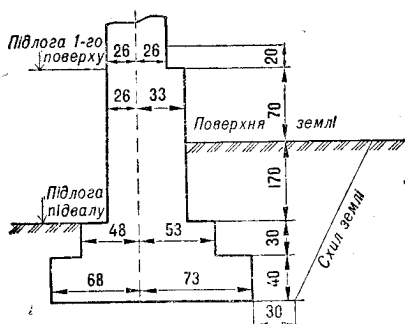 Підлога 1-го
поверху
26 26
20
26 33
70
Поверхня землі
170
Підлога
підвалу
48 53
30
Схил землі
68 73
40
30